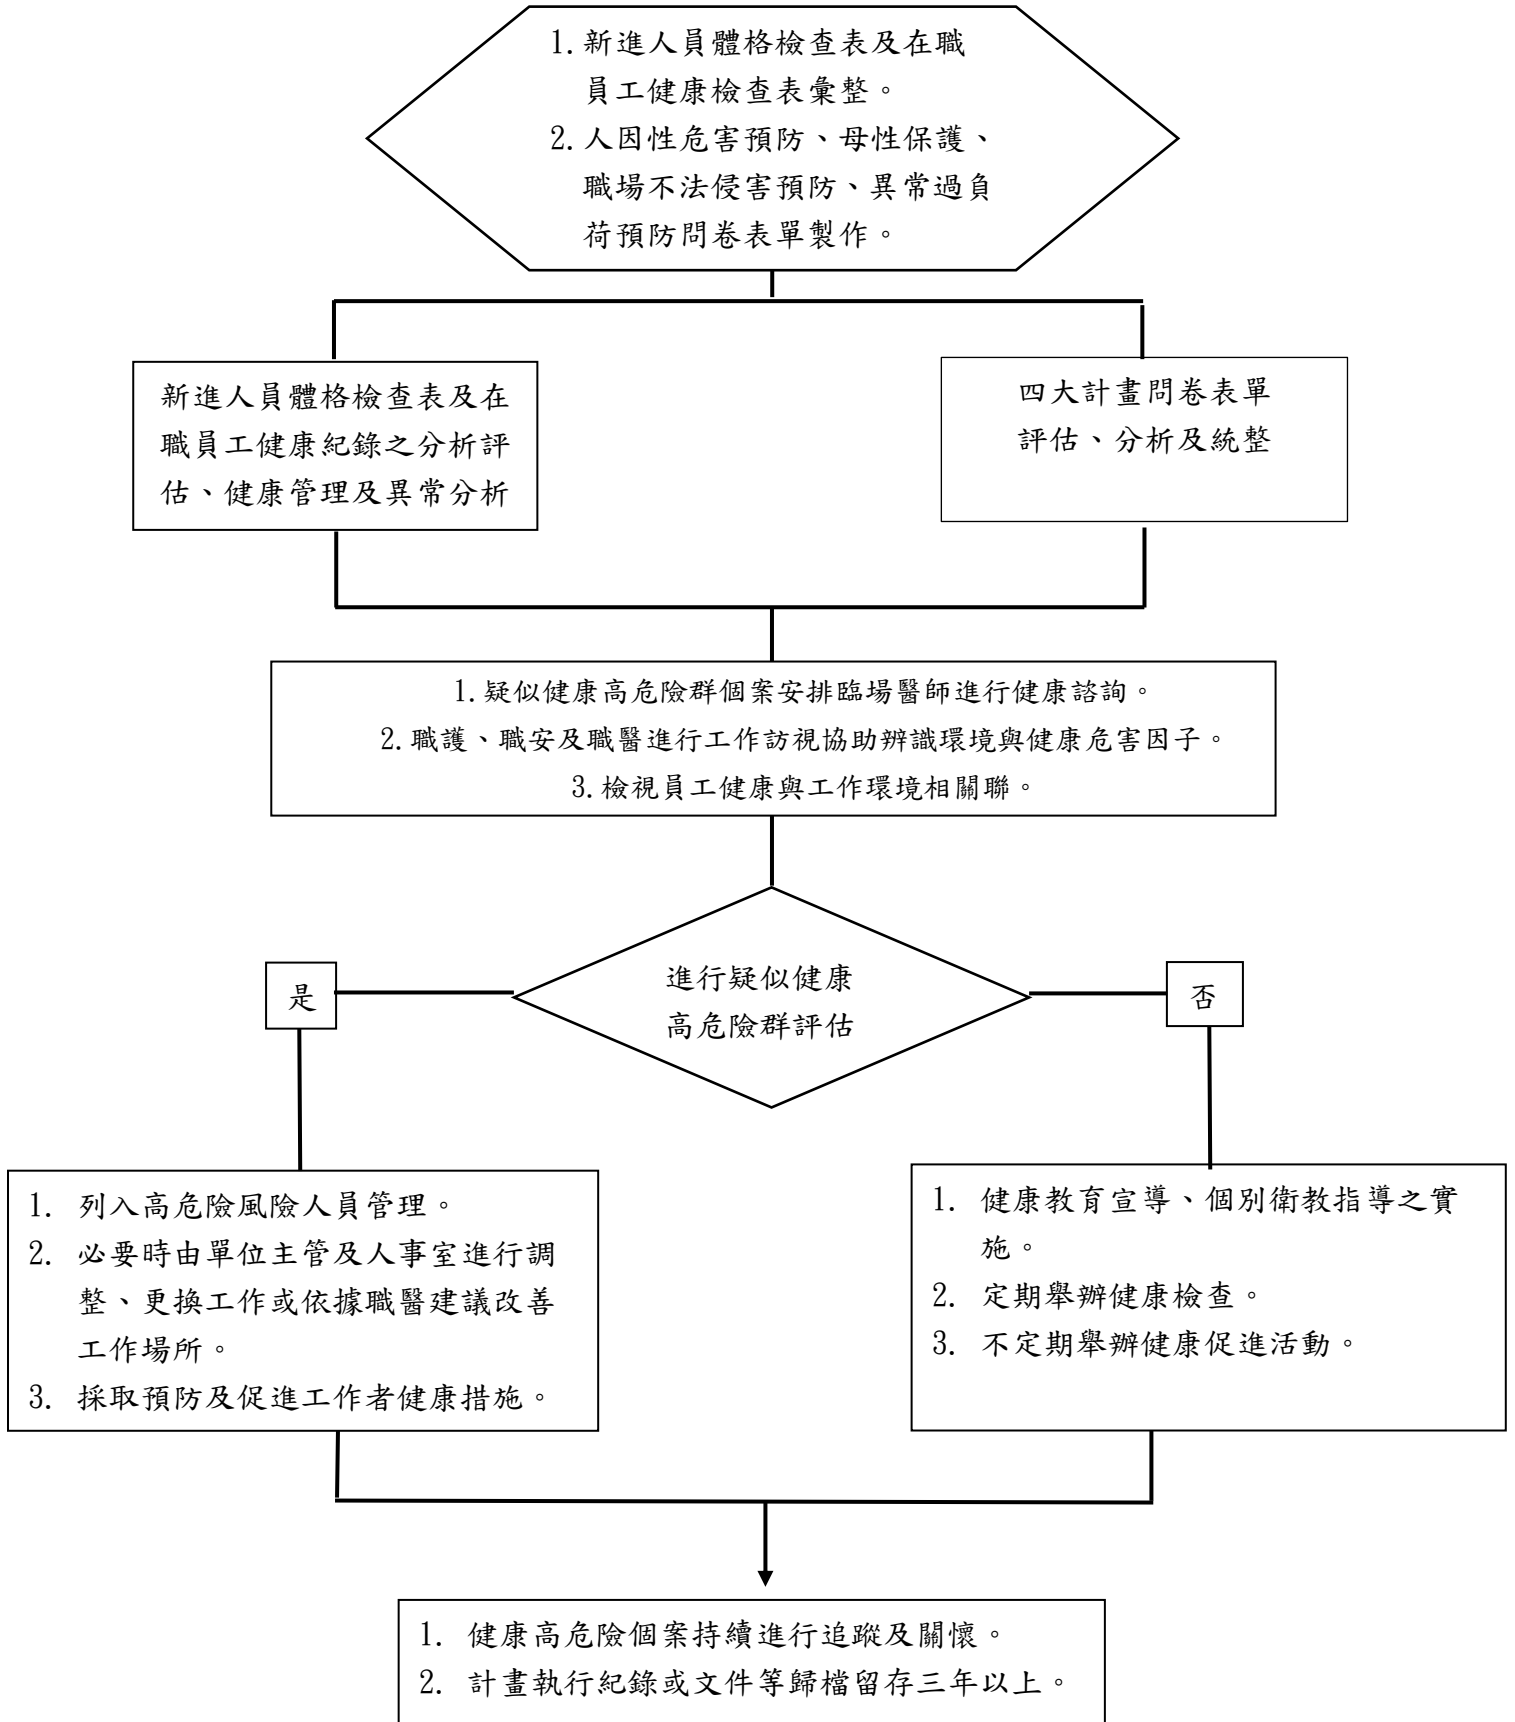 1.新進人員體格檢查表及在職
員工健康檢查表彙整。
2.人因性危害預防、母性保護、
職場不法侵害預防、異常過負
荷預防問卷表單製作。
新進人員體格檢查表及在
職員工健康紀錄之分析評
估、健康管理及異常分析
四大計畫問卷表單
評估、分析及統整
1.疑似健康高危險群個案安排臨場醫師進行健康諮詢。
2.職護、職安及職醫進行工作訪視協助辨識環境與健康危害因子。
3.檢視員工健康與工作環境相關聯。
進行疑似健康
高危險群評估
是
否
1. 列入高危險風險人員管理。
2. 必要時由單位主管及人事室進行調
整、更換工作或依據職醫建議改善
工作場所。
3. 採取預防及促進工作者健康措施。
1. 健康教育宣導、個別衛教指導之實
施。
2. 定期舉辦健康檢查。
3. 不定期舉辦健康促進活動。
1. 健康高危險個案持續進行追蹤及關懷。
2. 計畫執行紀錄或文件等歸檔留存三年以上。